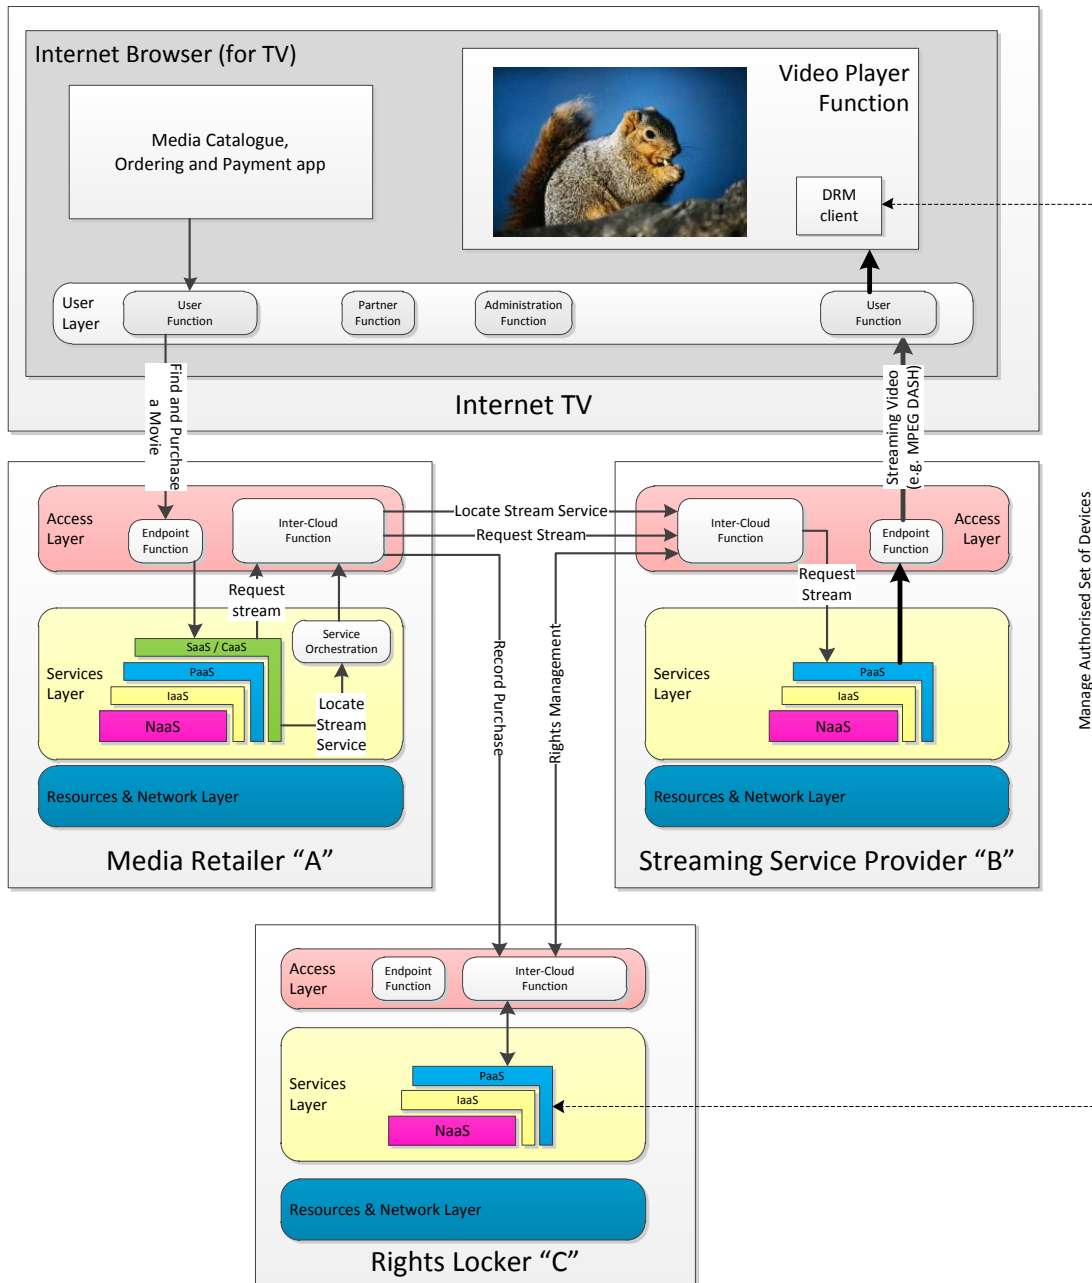 Internet Browser (for TV)
Media Catalogue,
Ordering and Payment app
Video Player
Function
DRM
client
User
Layer
User
Function
Partner
Function
Administration
Function
User
Function
Internet TV
Find and Purchase
a Movie
Streaming Video
(e.g. MPEG DASH)
Manage Authorised Set of Devices
Access
Layer
Endpoint
Function
Inter-Cloud
Function
Request
stream
Services
Layer
SaaS / CaaS
PaaS
IaaS
NaaS
Service
Orchestration
Locate
Stream
Service
Resources & Network Layer
Media Retailer “A”
Locate Stream Service
Request Stream
Record Purchase
Rights Management
Inter-Cloud
Function
Endpoint
Function
Access
Layer
Request
Stream
Services
Layer
PaaS
IaaS
NaaS
Resources & Network Layer
Streaming Service Provider “B”
Access
Layer
Endpoint
Function
Inter-Cloud
Function
Services
Layer
PaaS
IaaS
NaaS
Resources & Network Layer
Rights Locker “C”